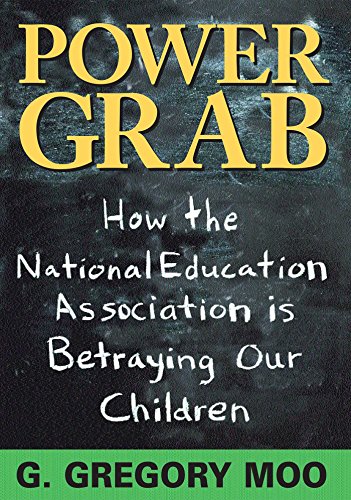 POWER
GRAB
How the
National Education
Association is
Betraying Our
Children
G. GREGORY MOO